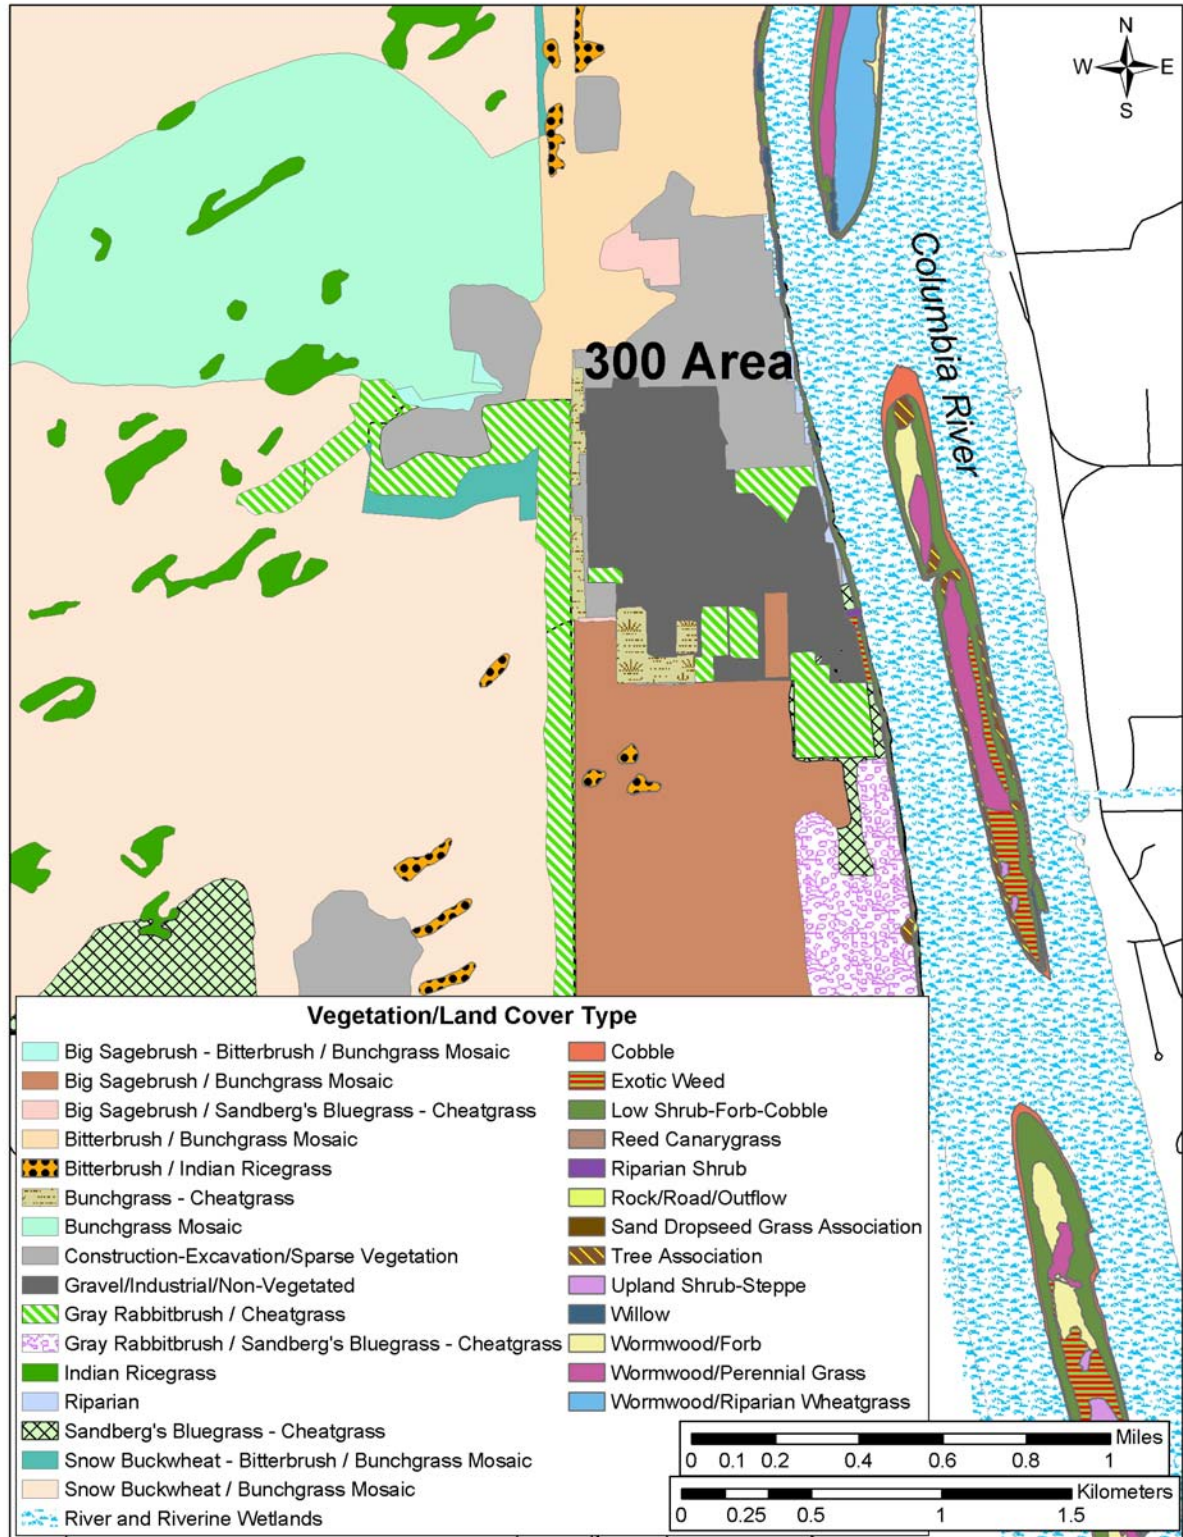 N
W E
S
Columbia River
300 Area
Vegetation/Land Cover Type
Big Sagebrush - Bitterbrush / Bunchgrass Mosaic
Big Sagebrush / Bunchgrass Mosaic
Big Sagebrush / Sandberg's Bluegrass - Cheatgrass
Bitterbrush / Bunchgrass Mosaic
Bitterbrush / Indian Ricegrass
Bunchgrass - Cheatgrass
Bunchgrass Mosaic
Construction-Excavation/Sparse Vegetation
Gravel/Industrial/Non-Vegetated
Gray Rabbitbrush / Cheatgrass
Gray Rabbitbrush / Sandberg's Bluegrass - Cheatgrass
Indian Ricegrass
Riparian
Sandberg's Bluegrass - Cheatgrass
Snow Buckwheat - Bitterbrush / Bunchgrass Mosaic
Snow Buckwheat / Bunchgrass Mosaic
River and Riverine Wetlands
Cobble
Exotic Weed
Low Shrub-Forb-Cobble
Reed Canarygrass
Riparian Shrub
Rock/Road/Outflow
Sand Dropseed Grass Association
Tree Association
Upland Shrub-Steppe
Willow
Wormwood/Forb
Wormwood/Perennial Grass
Wormwood/Riparian Wheatgrass
Miles
0 0.1 0.2 0.4 0.6 0.8 1
Kilometers
0 0.25 0.5 1 1.5